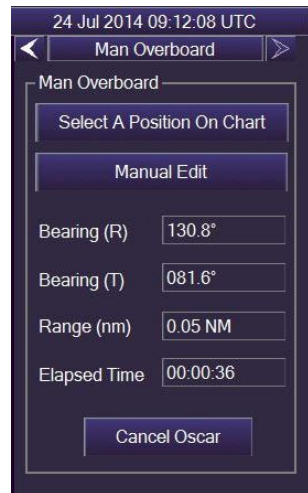 24 Jul 2014 09:12:08 UTC
Man Overboard
Man Overboard
Select A Position On Chart
Manual Edit
Bearing (R) 130.8°
Bearing (T) 081.6°
Range (nm) 0.05 NM
Elapsed Time 00:00:36
Cancel Oscar